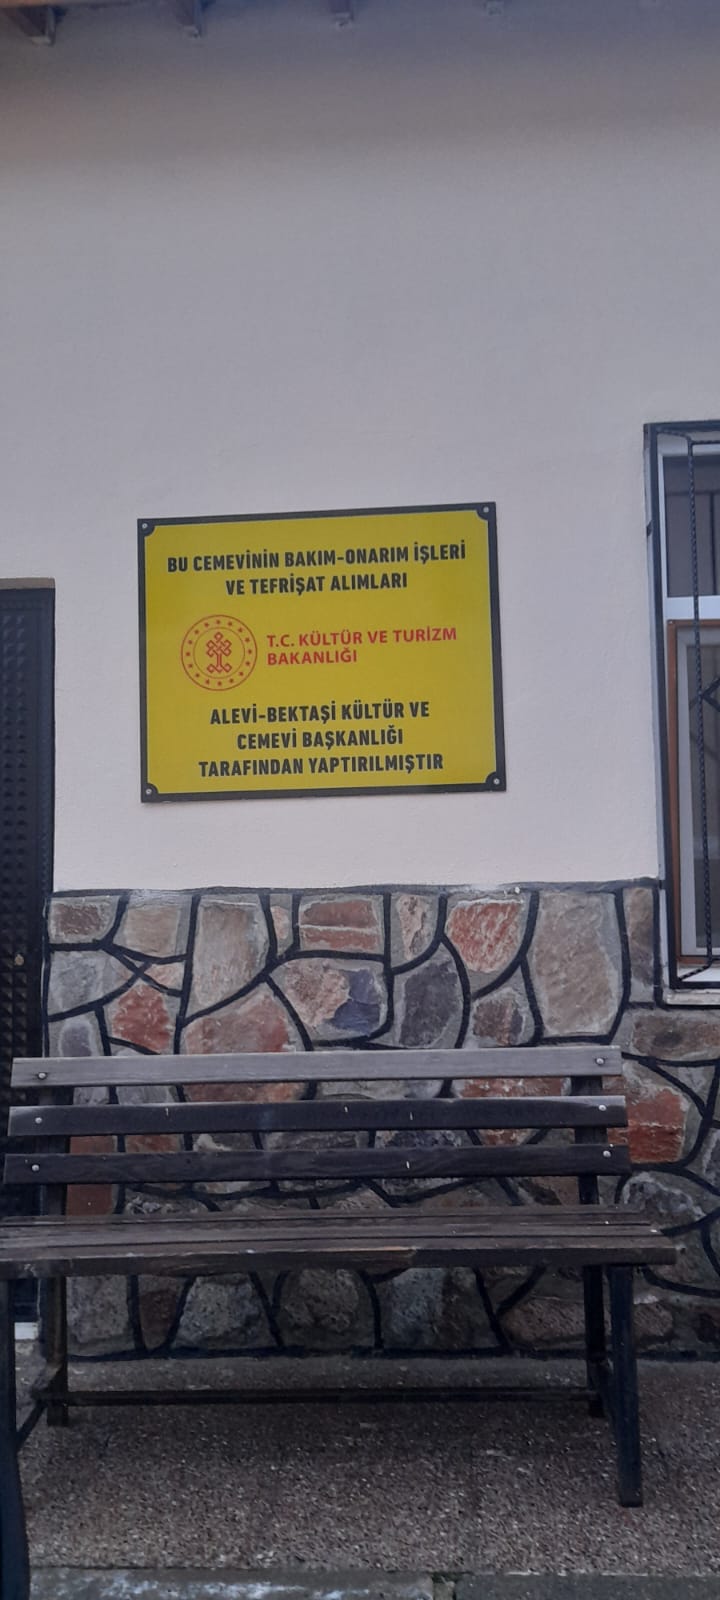 BU CEMEVİNİN BAKIM-ONARIM İŞLERİ
VE TEFRİŞAT ALIMLARI
T.C. KÜLTÜR VE TURİZM
BAKANLIĞI
ALEVİ-BEKTAŞİ KÜLTÜR VE
CEMEVİ BAŞKANLIĞI
TARAFINDAN YAPTIRILMIŞTIR